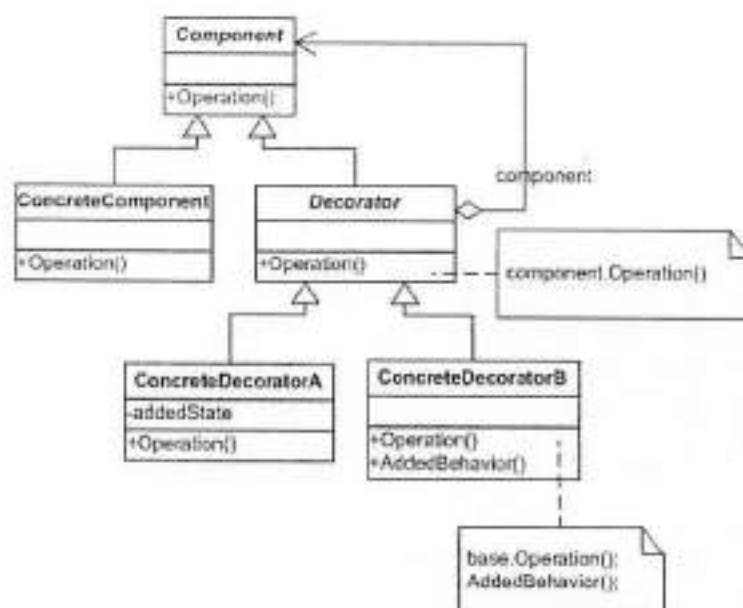 Component
+Operation()
component
ConcreteComponent
+Operation()
Decorator
+Operation()
component.Operation()
ConcreteDecoratorA
-addedState
+Operation()
ConcreteDecoratorB
+Operation()
+AddedBehavior()
base.Operation();
AddedBehavior();